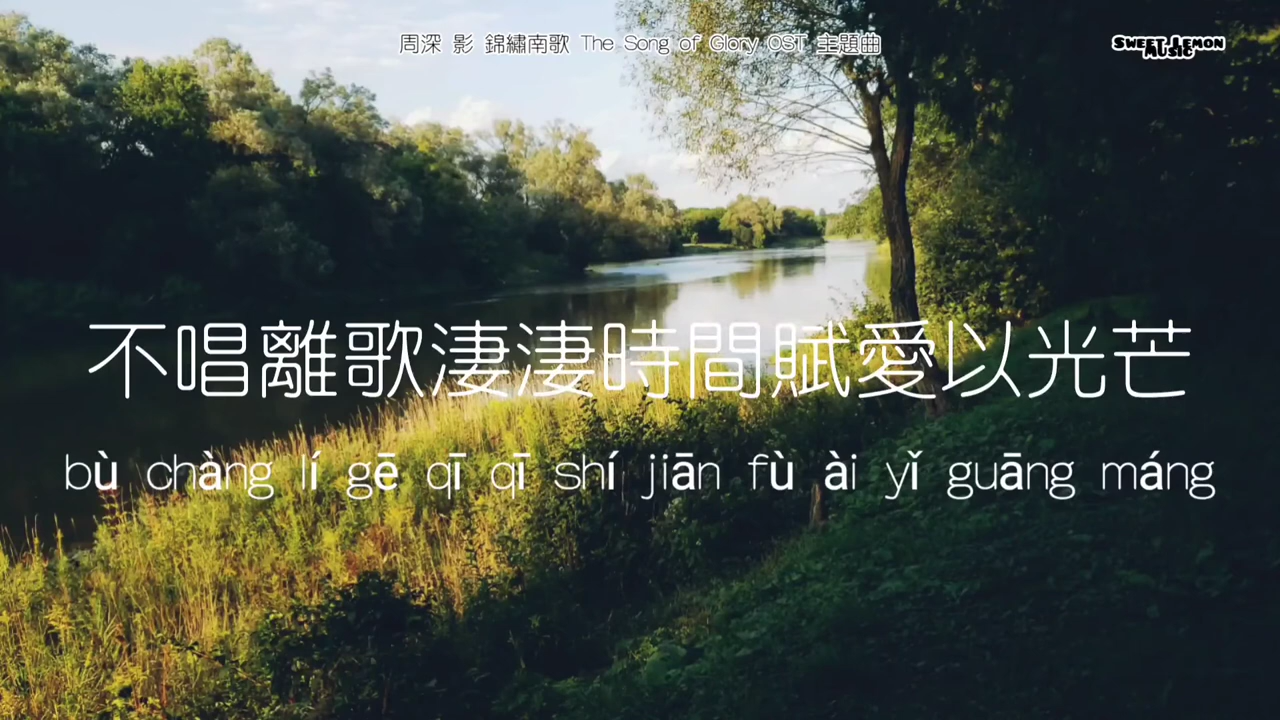 周深 影 錦繡南歌 The Song of Glory OST 主題曲
Sweet Lemon
Music
不唱離歌淒淒時間賦愛以光芒
bù chàng lí gē qī qī shí jiān fù ài yǐ guāng máng